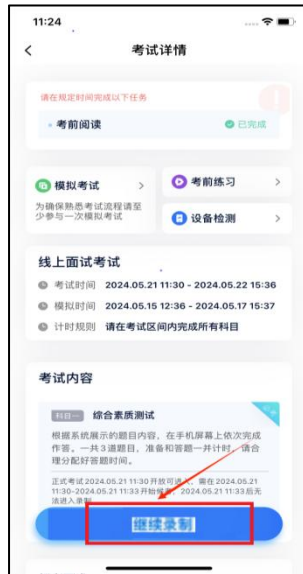 11:24
考试详情
请在规定时间完成以下任务
考前阅读
已完成
模拟考试
为确保熟悉考试流程请至
少参与一次模拟考试
考前练习
设备检测
线上面试考试
考试时间 2024.05.21 11:30 - 2024.05.22 15:36
模拟时间 2024.05.15 12:36 - 2024.05.17 15:37
计时规则 请在考试区间内完成所有科目
考试内容
科目一 综合素质测试
根据系统展示的题目内容，在手机屏幕上依次完成
作答。一共3道题目，准备和答题一并计时，请合
理分配好答题时间。
正式考试2024.05.21 11:30开放可进入，需在2024.05.21
11:30-2024.05.21 11:33开始候考，2024.05.21 11:33后无
法进入录制
继续录制